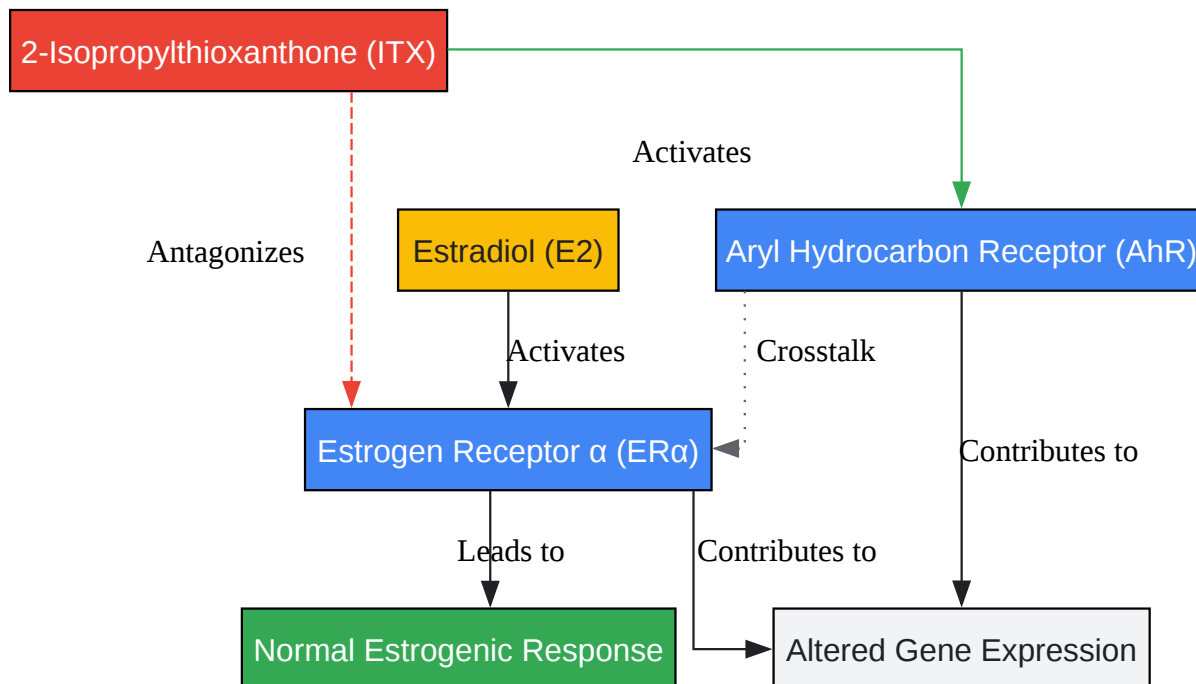 2-Isopropylthioxanthone (ITX)
Activates
Antagonizes
Estradiol (E2)
Aryl Hydrocarbon Receptor (AhR)
Activates
Crosstalk
Estrogen Receptor α (ERα)
Contributes to
Leads to
Contributes to
Normal Estrogenic Response
Altered Gene Expression